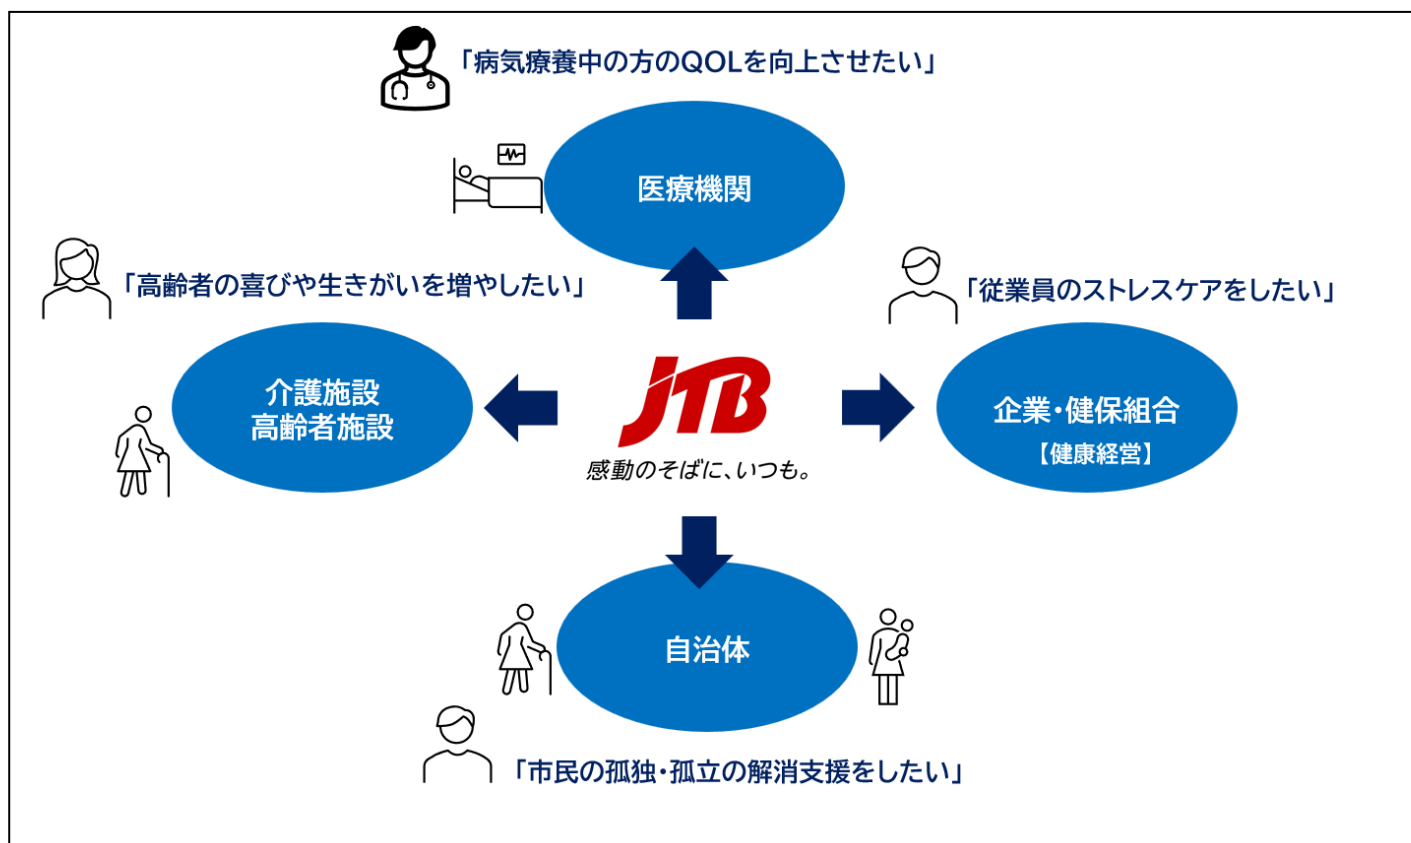 「病気療養中の方のQOLを向上させたい」
医療機関
「高齢者の喜びや生きがいを増やしたい」
「従業員のストレスケアをしたい」
介護施設
高齢者施設
JTB
感動のそばに、いつも。
企業・健保組合
【健康経営】
自治体
「市民の孤独・孤立の解消支援をしたい」